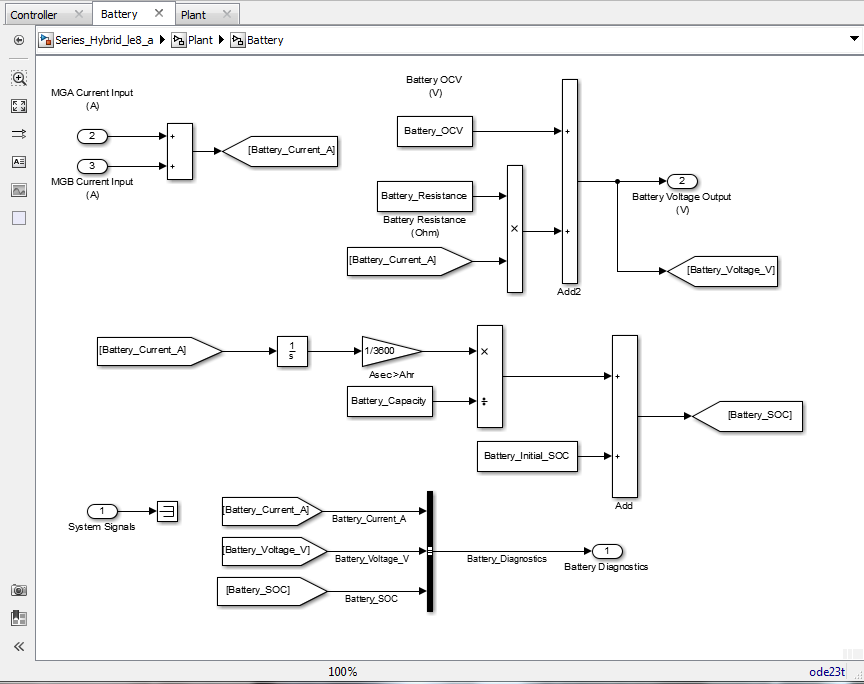 Controller
Battery
Plant
Series_Hybrid_le8_a
Plant
Battery
MGA Current Input
(A)
2
3
MGB Current Input
(A)
+
+
[Battery_Current_A]
Battery OCV
(V)
Battery_OCV
Battery_Resistance
Battery Resistance
(Ohm)
[Battery_Current_A]
×
+
+
Add2
2
Battery Voltage Output
(V)
[Battery_Voltage_V]
[Battery_Current_A]
1
s
1/3600
Asec>Ahr
Battery_Capacity
×
÷
Battery_Initial_SOC
+
+
Add
[Battery_SOC]
1
System Signals
[Battery_Current_A]
Battery_Current_A
[Battery_Voltage_V]
Battery_Voltage_V
[Battery_SOC]
Battery_SOC
Battery_Diagnostics
1
Battery Diagnostics
100%
ode23t